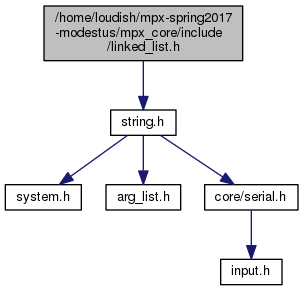 /home/loudish/mpx-spring2017
-modestus/mpx_core/include
/linked_list.h
string.h
system.h
arg_list.h
core/serial.h
input.h